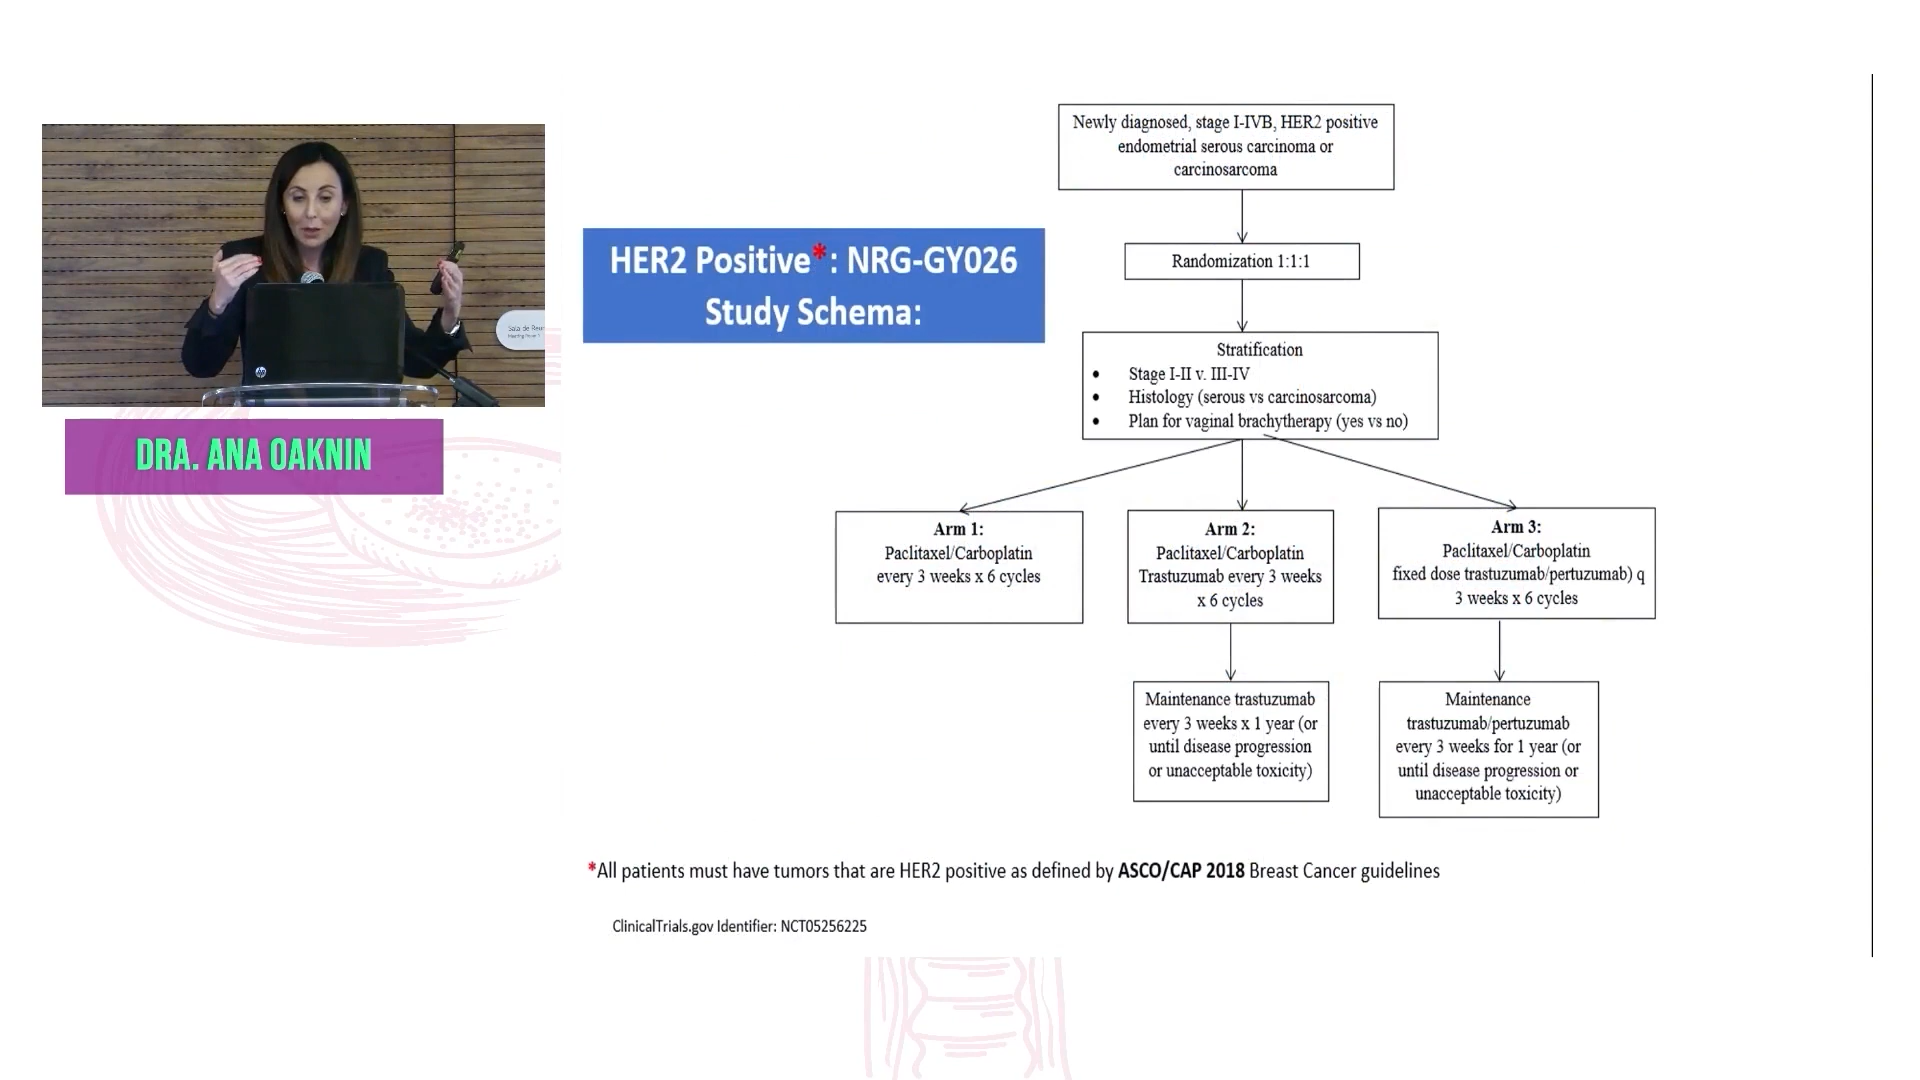 Newly diagnosed, stage I-IVB, HER2 positive
endometrial serous carcinoma or
carcinosarcoma
HER2 Positive*: NRG-GY026
Study Schema:
Randomization 1:1:1
Stratification
• Stage I-II v. III-IV
• Histology (serous vs carcinosarcoma)
• Plan for vaginal brachytherapy (yes vs no)
DRA. ANA OAKNIN
Arm 1:
Paclitaxel/Carboplatin
every 3 weeks x 6 cycles
Arm 2:
Paclitaxel/Carboplatin
Trastuzumab every 3 weeks
x 6 cycles
Arm 3:
Paclitaxel/Carboplatin
fixed dose trastuzumab/pertuzumab) q
3 weeks x 6 cycles
Maintenance trastuzumab
every 3 weeks x 1 year (or
until disease progression
or unacceptable toxicity)
Maintenance
trastuzumab/pertuzumab
every 3 weeks for 1 year (or
until disease progression or
unacceptable toxicity)
*All patients must have tumors that are HER2 positive as defined by ASCO/CAP 2018 Breast Cancer guidelines
ClinicalTrials.gov Identifier: NCT05256225
hp
Sala de